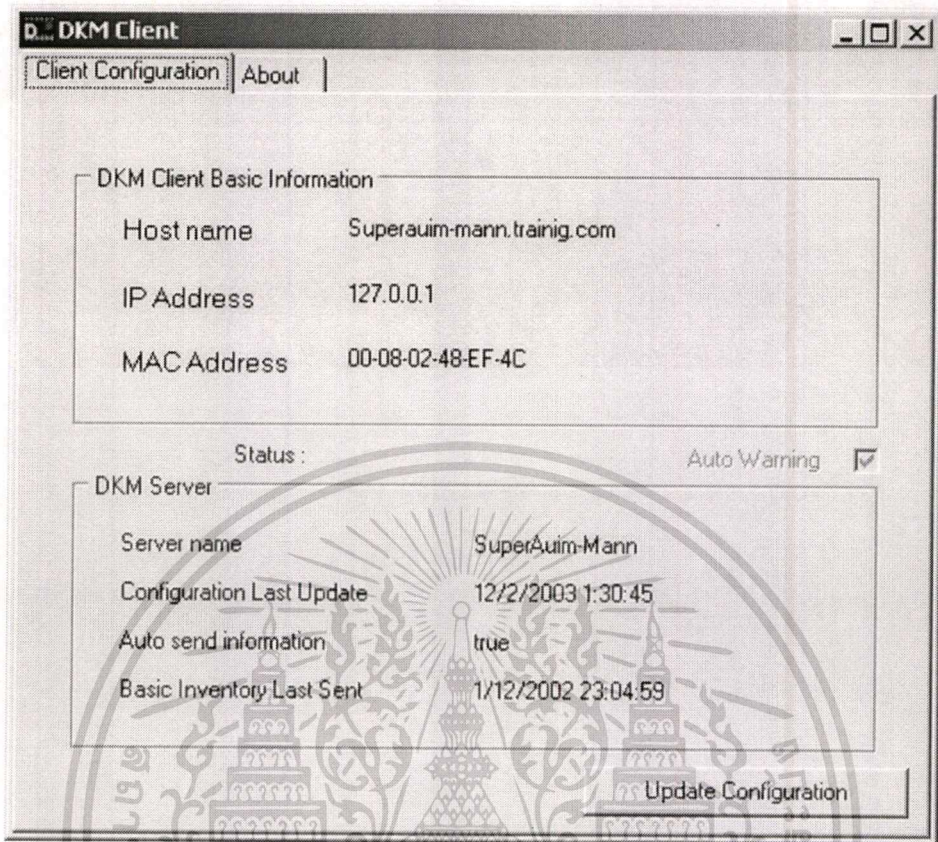 DKM Client
Client Configuration About
DKM Client Basic Information
Host name Superauim-mann.trainig.com
IP Address 127.0.0.1
MAC Address 00-08-02-48-EF-4C
Status : Auto Warning
DKM Server
Server name SuperAuim-Mann
Configuration Last Update 12/2/2003 1:30:45
Auto send information true
Basic Inventory Last Sent 1/12/2002 23:04:59
Update Configuration